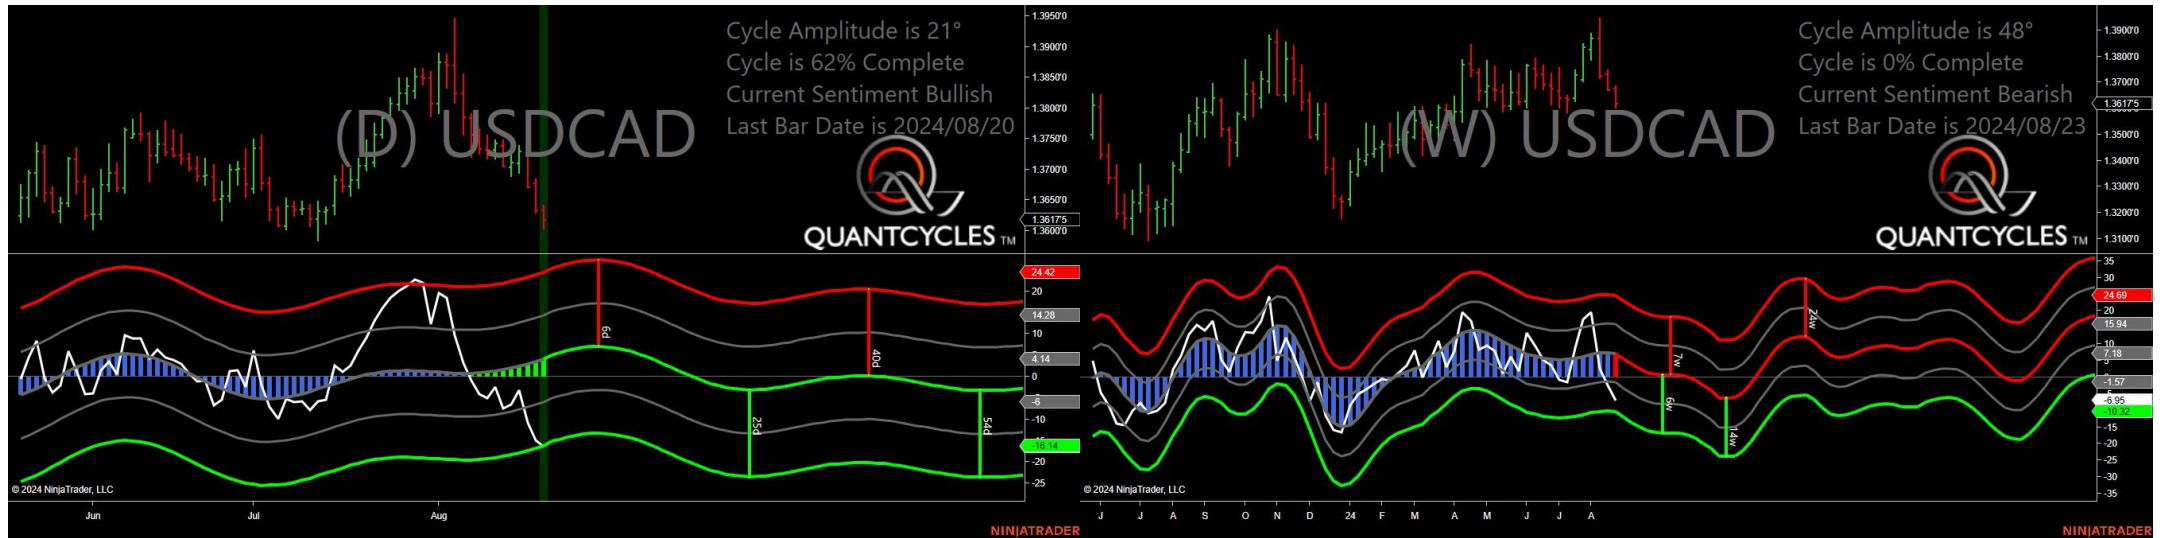 Cycle Amplitude is 21°
Cycle is 62% Complete
Current Sentiment Bullish
Last Bar Date is 2024/08/20
(D) USDCAD
QUANTCYCLES TM
1.3950'0
1.3900'0
1.3850'0
1.3800'0
1.3750'0
1.3700'0
1.3650'0
1.3617'5
1.3600'0
24.42
20
14.28
10
4.14
0
-6
-10
-16.14
-20
-25
6d
25d
40d
54d
© 2024 NinjaTrader, LLC
Jun
Jul
Aug
NINJATRADER
Cycle Amplitude is 48°
Cycle is 0% Complete
Current Sentiment Bearish
Last Bar Date is 2024/08/23
(W) USDCAD
QUANTCYCLES TM
1.3900'0
1.3800'0
1.3700'0
1.3617'5
1.3500'0
1.3400'0
1.3300'0
1.3200'0
1.3100'0
35
30
24.69
20
15.94
10
7.18
-1.57
-6.95
-10.32
-15
-20
-25
-30
-35
7w
6w
14w
24w
© 2024 NinjaTrader, LLC
J J A S O N D 24 F M A M J J A
NINJATRADER